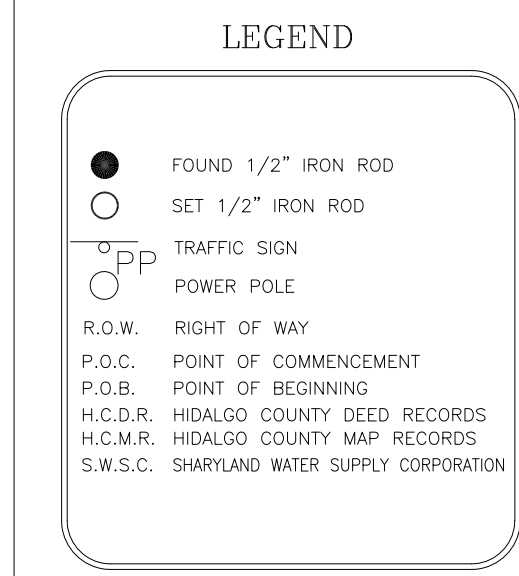 LEGEND
FOUND 1/2" IRON ROD
SET 1/2" IRON ROD
TRAFFIC SIGN
PP
POWER POLE
R.O.W. RIGHT OF WAY
P.O.C. POINT OF COMMENCEMENT
P.O.B. POINT OF BEGINNING
H.C.D.R. HIDALGO COUNTY DEED RECORDS
H.C.M.R. HIDALGO COUNTY MAP RECORDS
S.W.S.C. SHARYLAND WATER SUPPLY CORPORATION